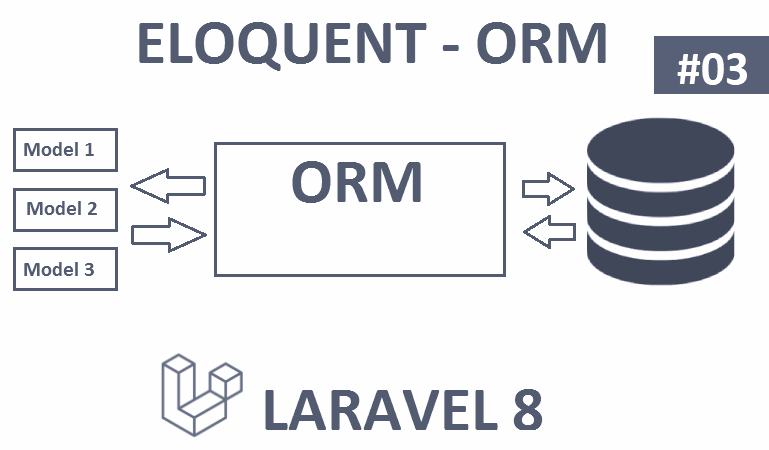 ELOQUENT - ORM
#03
Model 1
Model 2
Model 3
ORM
LARAVEL 8